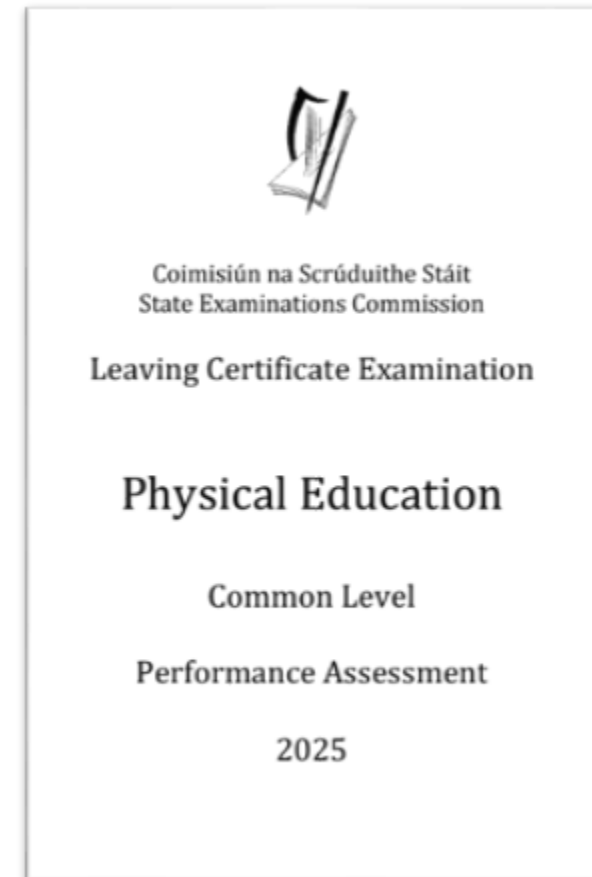 Coimisiún na Scrúduithe Stáit
State Examinations Commission
Leaving Certificate Examination
Physical Education
Common Level
Performance Assessment
2025